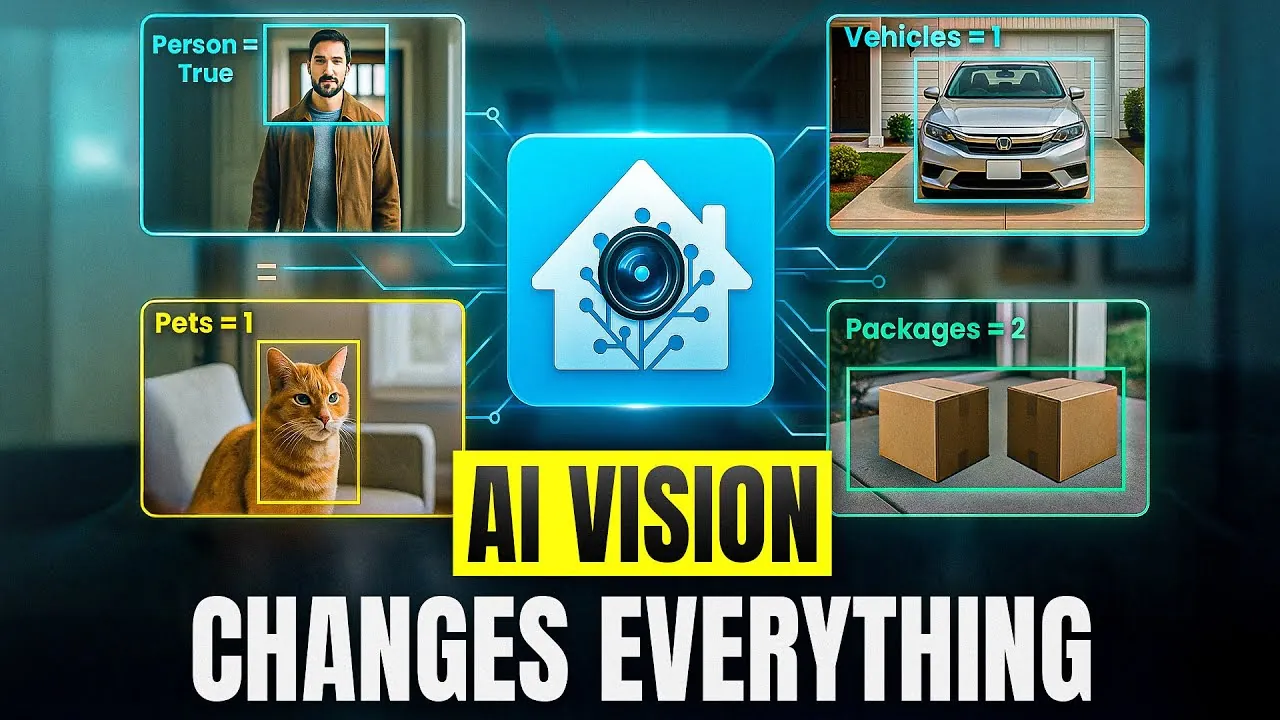 Person =
True
Vehicles = 1
=
Pets = 1
Packages = 2
AI VISION
CHANGES EVERYTHING